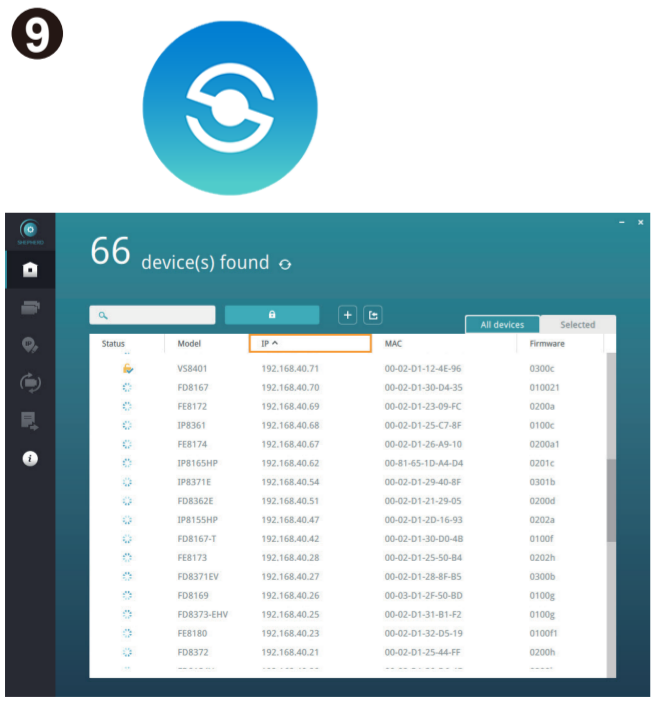 9
SHEPHERD
66 device(s) found
All devices Selected
Status Model IP MAC Firmware
VS8401 192.168.40.71 00-02-D1-12-4E-96 0300c
FD8167 192.168.40.70 00-02-D1-30-D4-35 010021
FE8172 192.168.40.69 00-02-D1-23-09-FC 0200a
IP8361 192.168.40.68 00-02-D1-25-C7-8F 0100c
FE8174 192.168.40.67 00-02-D1-26-A9-10 0200a1
IP8165HP 192.168.40.62 00-81-65-1D-A4-D4 0201c
IP8371E 192.168.40.54 00-02-D1-29-40-8F 0301b
FD8362E 192.168.40.51 00-02-D1-21-29-05 0200d
IP8155HP 192.168.40.47 00-02-D1-2D-16-93 0202a
FD8167-T 192.168.40.42 00-02-D1-30-D0-4B 0100f
FE8173 192.168.40.28 00-02-D1-25-50-B4 0202h
FD8371EV 192.168.40.27 00-02-D1-28-8F-B5 0300b
FD8169 192.168.40.26 00-03-D1-2F-50-BD 0100g
FD8373-EHV 192.168.40.25 00-02-D1-31-B1-F2 0100g
FE8180 192.168.40.23 00-02-D1-32-D5-19 0100f1
FD8372 192.168.40.21 00-02-D1-25-44-FF 0200h